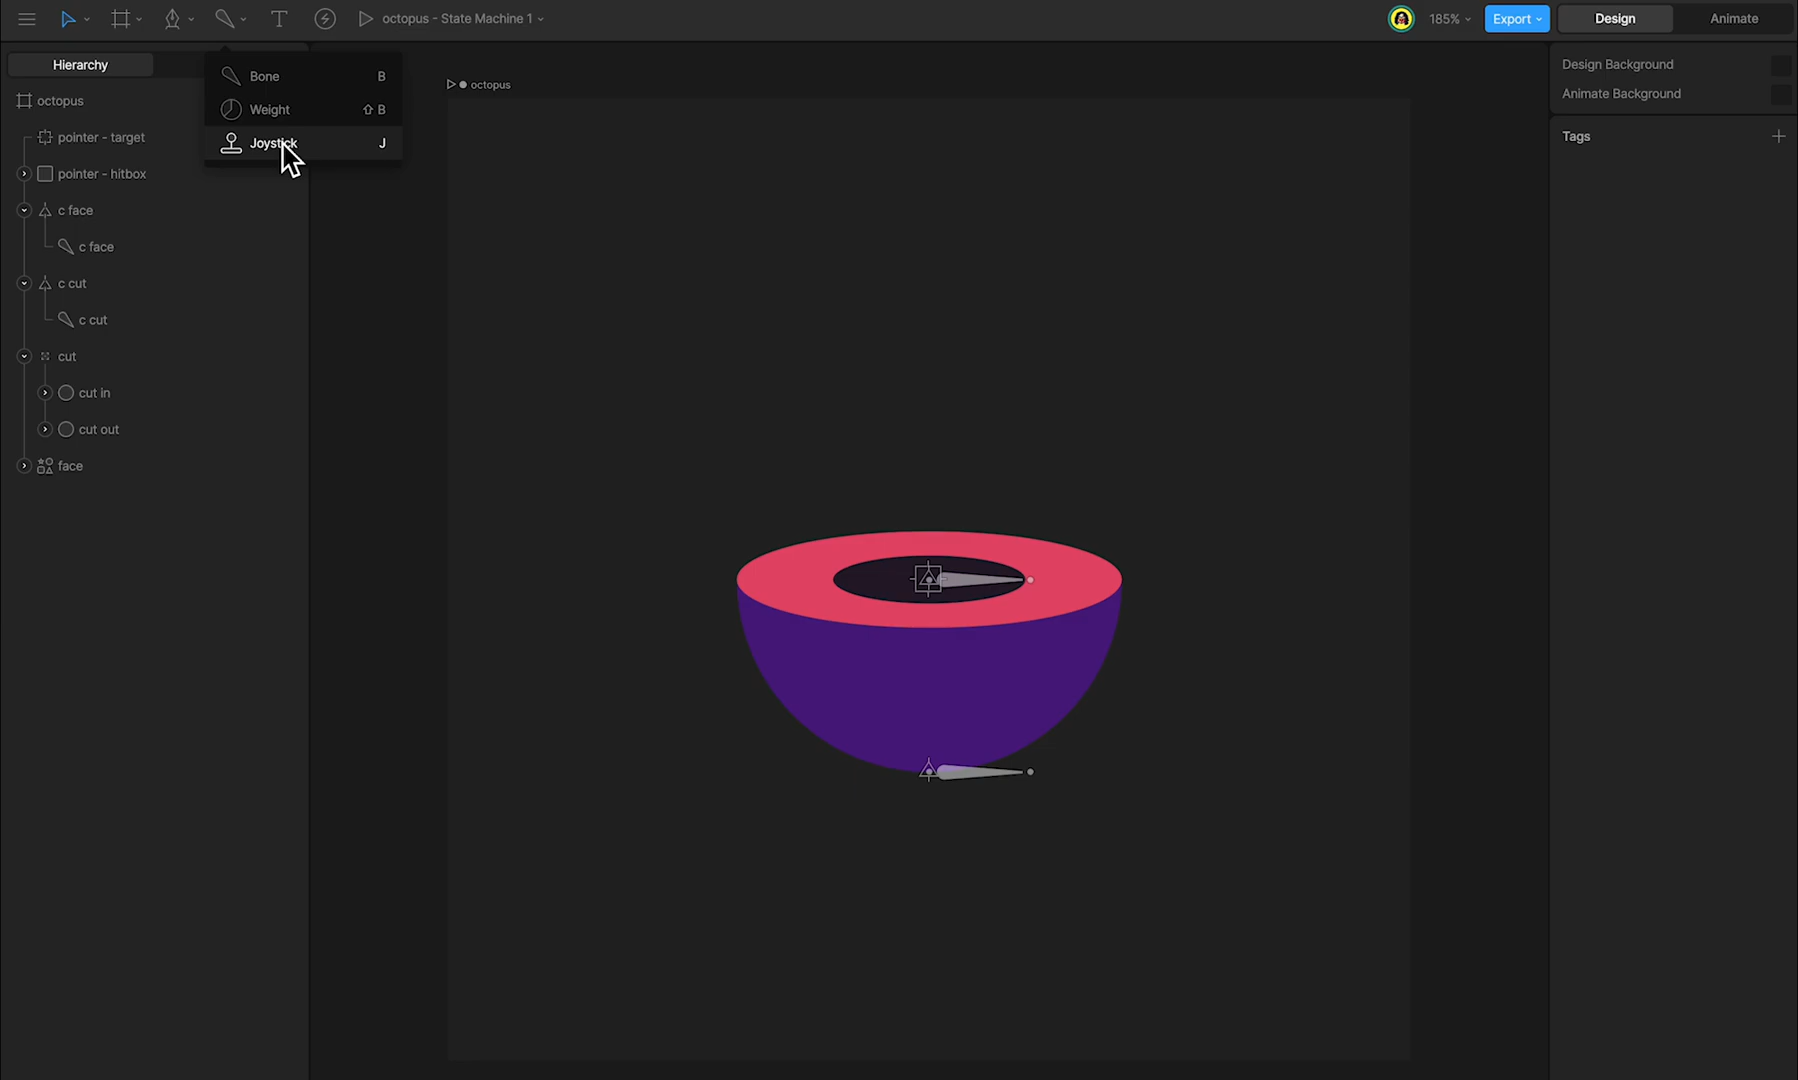 octopus - State Machine 1
185%
Export
Design
Animate
Hierarchy
Bone B
Weight ⇧ B
Joystick J
octopus
pointer - target
pointer - hitbox
c face
c face
c cut
c cut
cut
cut in
cut out
face
octopus
Design Background
Animate Background
Tags